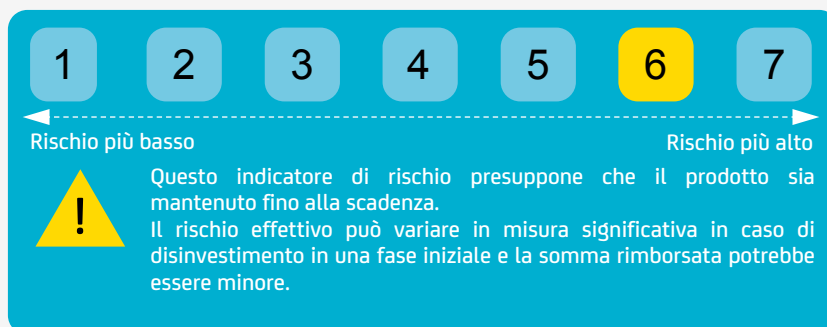 1 2 3 4 5 6 7
Rischio più basso Rischio più alto
!
Questo indicatore di rischio presuppone che il prodotto sia
mantenuto fino alla scadenza.
Il rischio effettivo può variare in misura significativa in caso di
disinvestimento in una fase iniziale e la somma rimborsata potrebbe
essere minore.